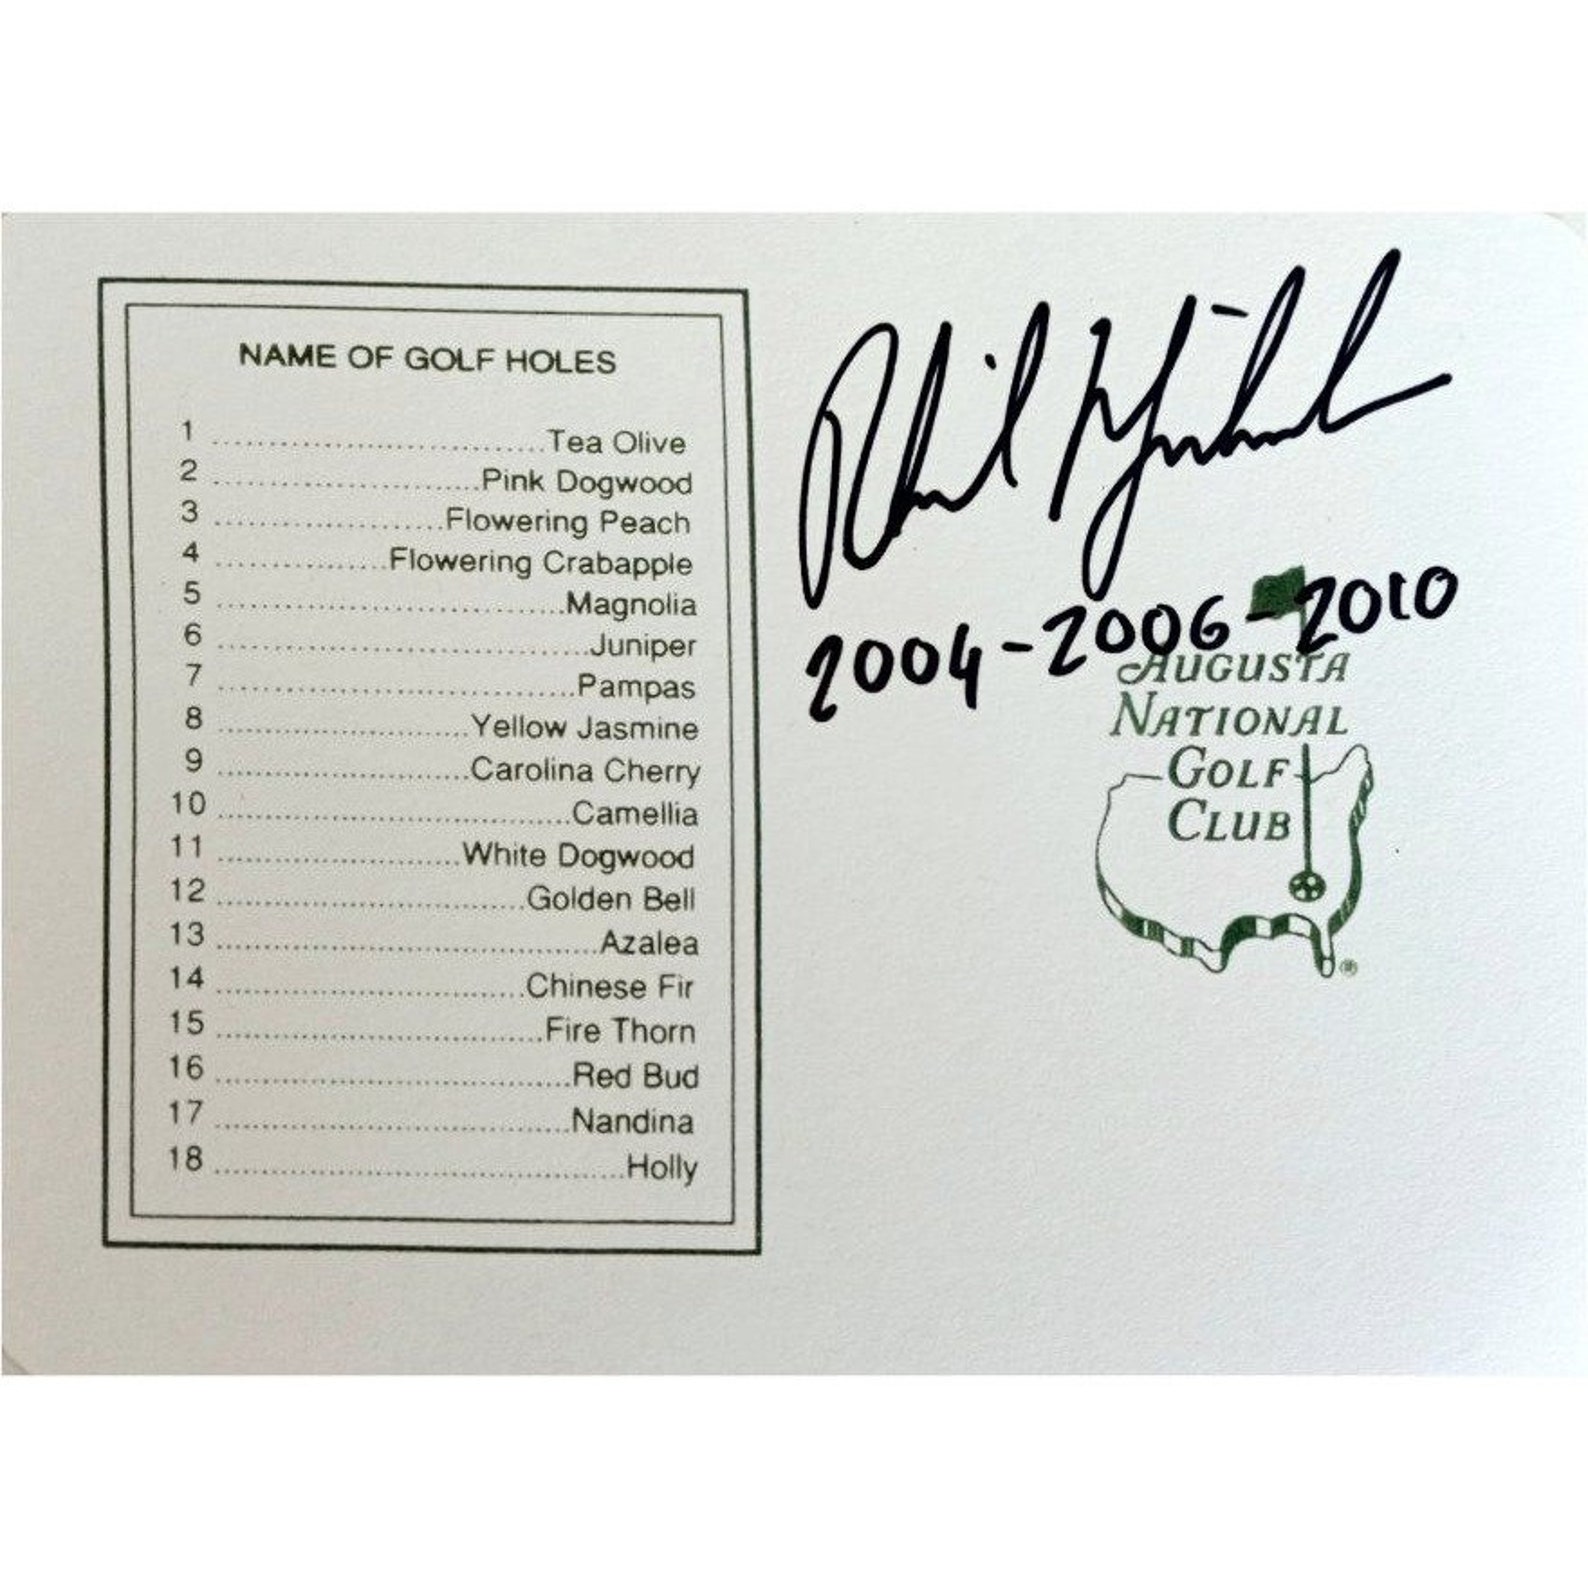 NAME OF GOLF HOLES
1 ........................... Tea Olive
2 ........................... Pink Dogwood
3 ........................... Flowering Peach
4 ........................... Flowering Crabapple
5 ........................... Magnolia
6 ........................... Juniper
7 ........................... Pampas
8 ........................... Yellow Jasmine
9 ........................... Carolina Cherry
10 ........................... Camellia
11 ........................... White Dogwood
12 ........................... Golden Bell
13 ........................... Azalea
14 ........................... Chinese Fir
15 ........................... Fire Thorn
16 ........................... Red Bud
17 ........................... Nandina
18 ........................... Holly
Phil
2004-2006-2010
AUGUSTA
NATIONAL
GOLF
CLUB
®